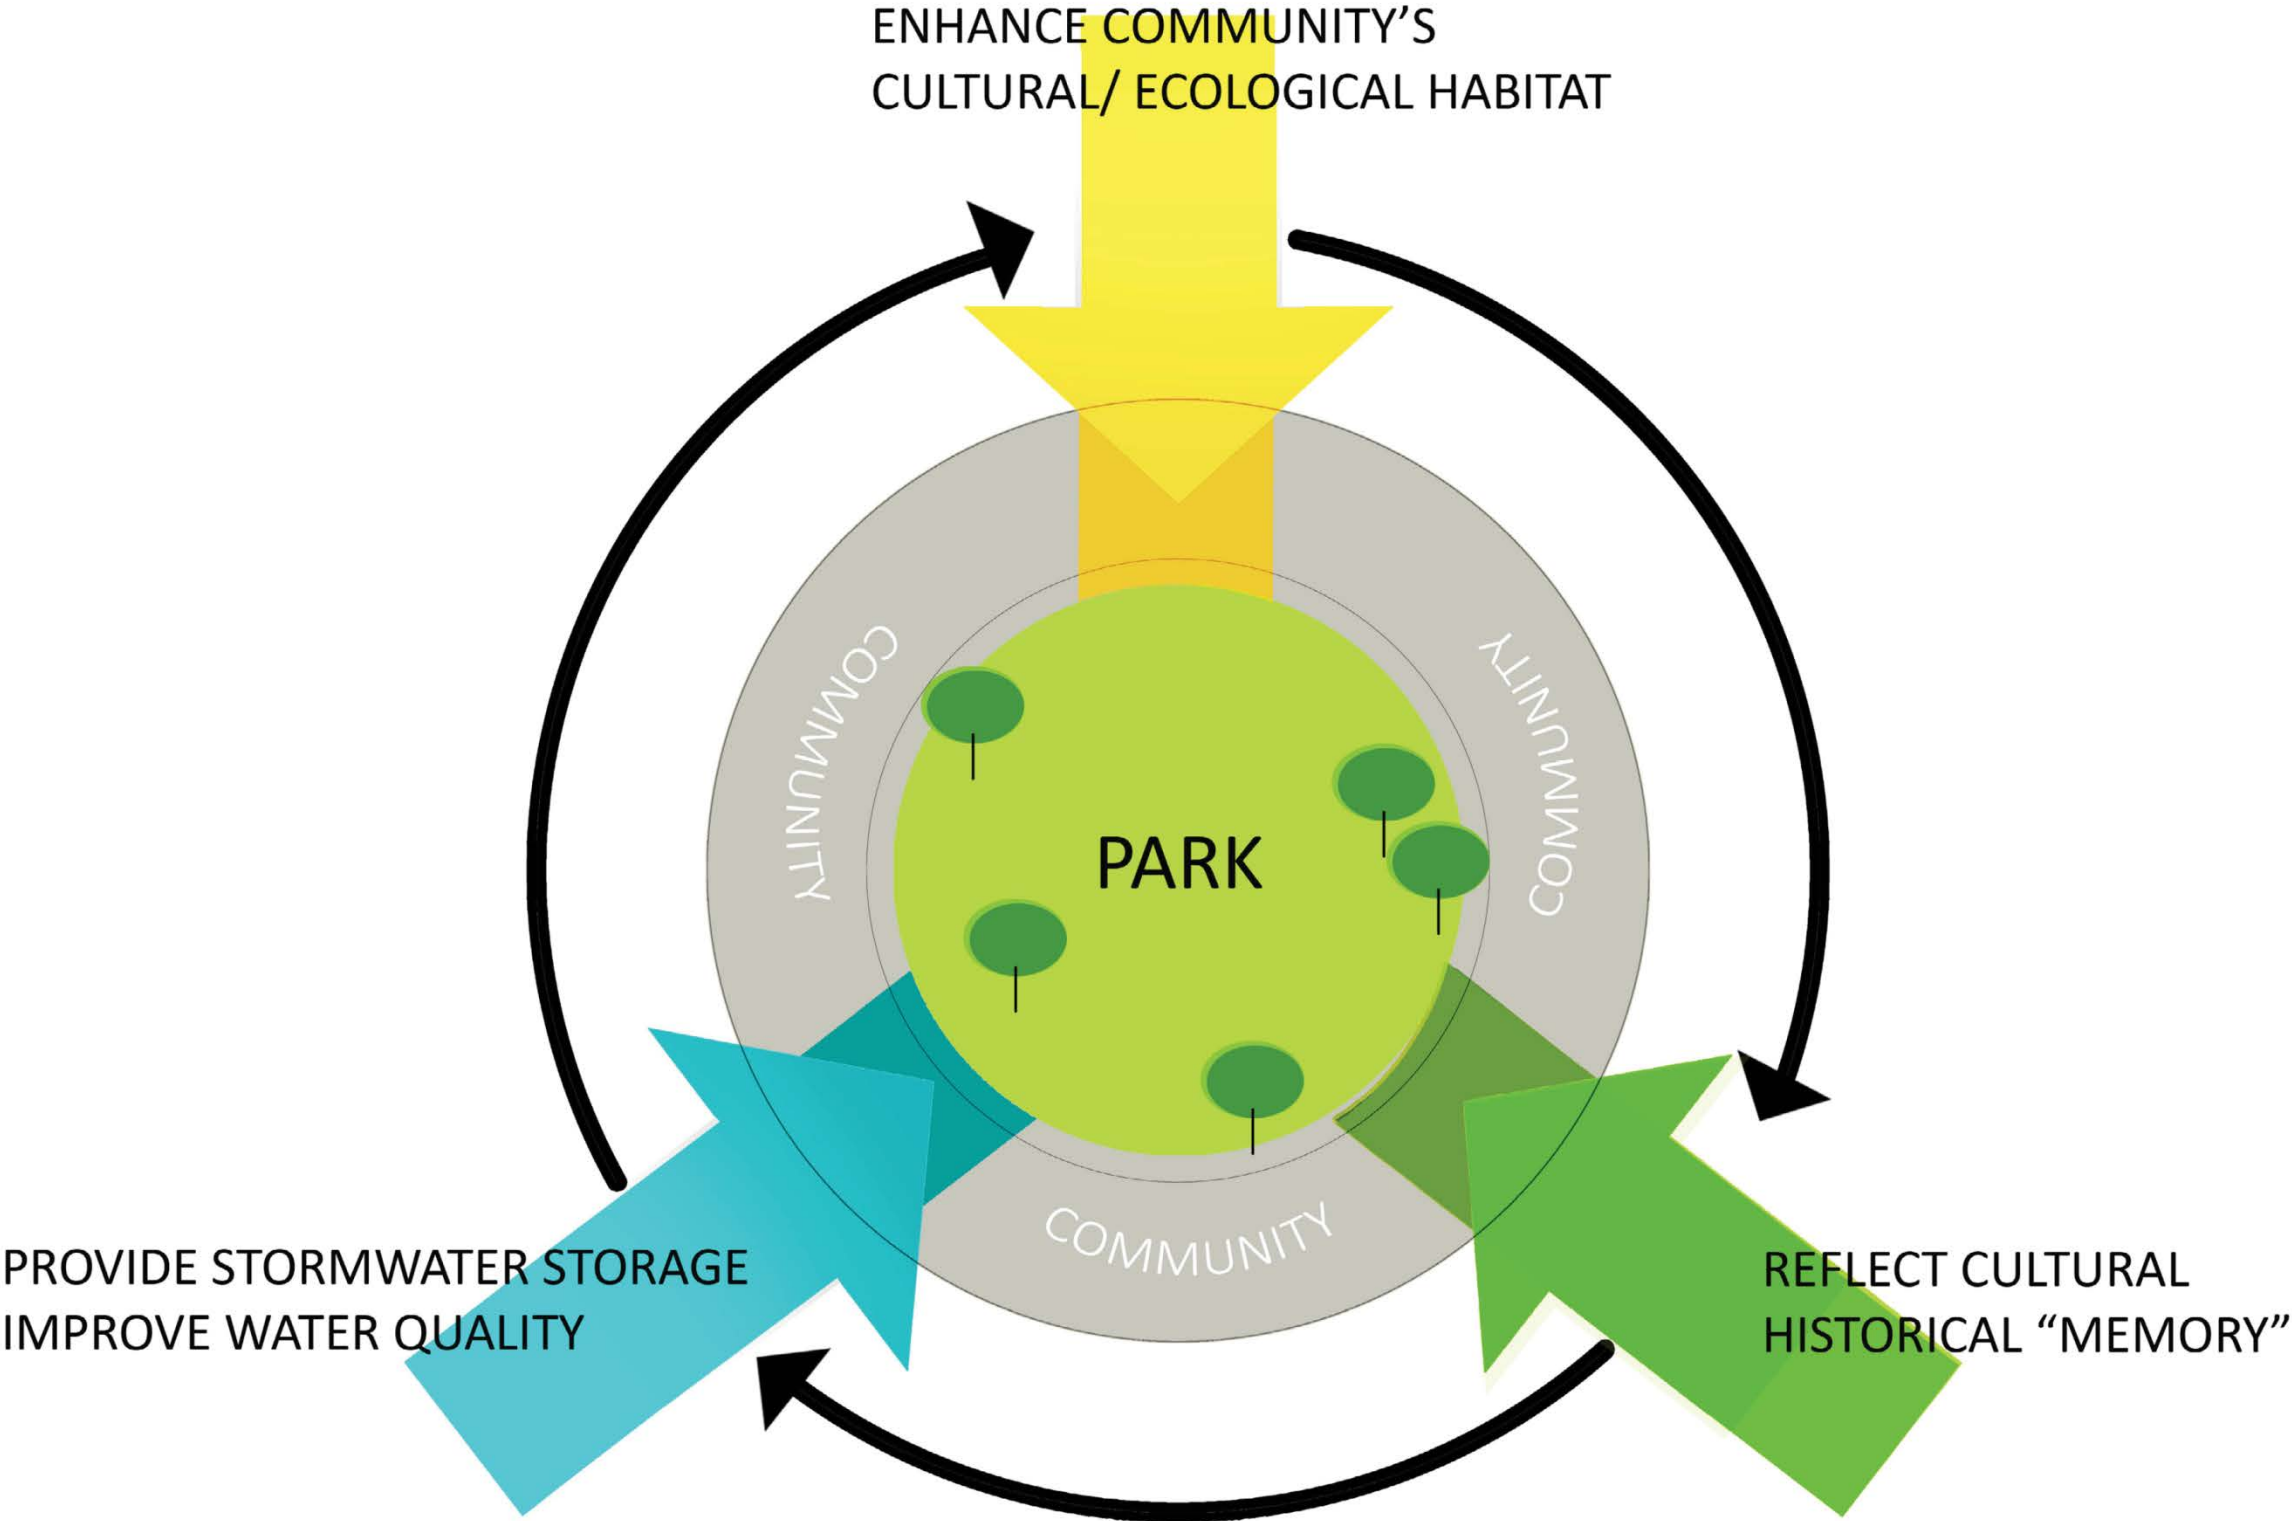 ENHANCE COMMUNITY’S
CULTURAL/ ECOLOGICAL HABITAT
COMMUNITY
COMMUNITY
PARK
COMMUNITY
PROVIDE STORMWATER STORAGE
IMPROVE WATER QUALITY
REFLECT CULTURAL
HISTORICAL “MEMORY”